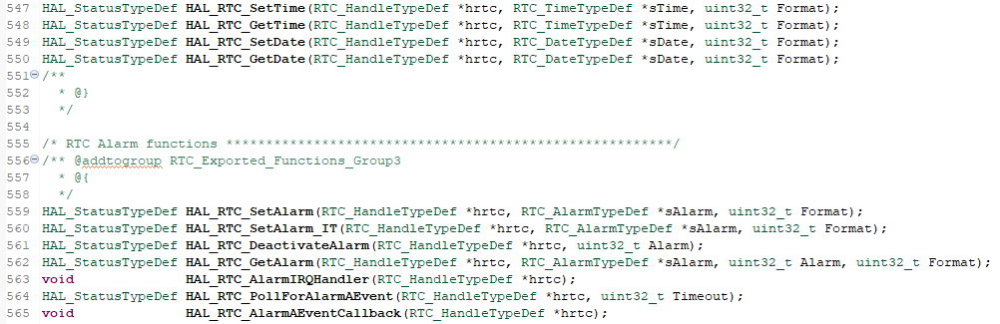 547 HAL_StatusTypeDef HAL_RTC_SetTime(RTC_HandleTypeDef *hrtc, RTC_TimeTypeDef *sTime, uint32_t Format);
548 HAL_StatusTypeDef HAL_RTC_GetTime(RTC_HandleTypeDef *hrtc, RTC_TimeTypeDef *sTime, uint32_t Format);
549 HAL_StatusTypeDef HAL_RTC_SetDate(RTC_HandleTypeDef *hrtc, RTC_DateTypeDef *sDate, uint32_t Format);
550 HAL_StatusTypeDef HAL_RTC_GetDate(RTC_HandleTypeDef *hrtc, RTC_DateTypeDef *sDate, uint32_t Format);
551 /**
552   * @}
553   */
554
555 /* RTC Alarm functions ********************************************************/
556 /** @addtogroup RTC_Exported_Functions_Group3
557   * @{
558   */
559 HAL_StatusTypeDef HAL_RTC_SetAlarm(RTC_HandleTypeDef *hrtc, RTC_AlarmTypeDef *sAlarm, uint32_t Format);
560 HAL_StatusTypeDef HAL_RTC_SetAlarm_IT(RTC_HandleTypeDef *hrtc, RTC_AlarmTypeDef *sAlarm, uint32_t Format);
561 HAL_StatusTypeDef HAL_RTC_DeactivateAlarm(RTC_HandleTypeDef *hrtc, uint32_t Alarm);
562 HAL_StatusTypeDef HAL_RTC_GetAlarm(RTC_HandleTypeDef *hrtc, RTC_AlarmTypeDef *sAlarm, uint32_t Alarm, uint32_t Format);
563 void              HAL_RTC_AlarmIRQHandler(RTC_HandleTypeDef *hrtc);
564 HAL_StatusTypeDef HAL_RTC_PollForAlarmAEvent(RTC_HandleTypeDef *hrtc, uint32_t Timeout);
565 void              HAL_RTC_AlarmAEventCallback(RTC_HandleTypeDef *hrtc);